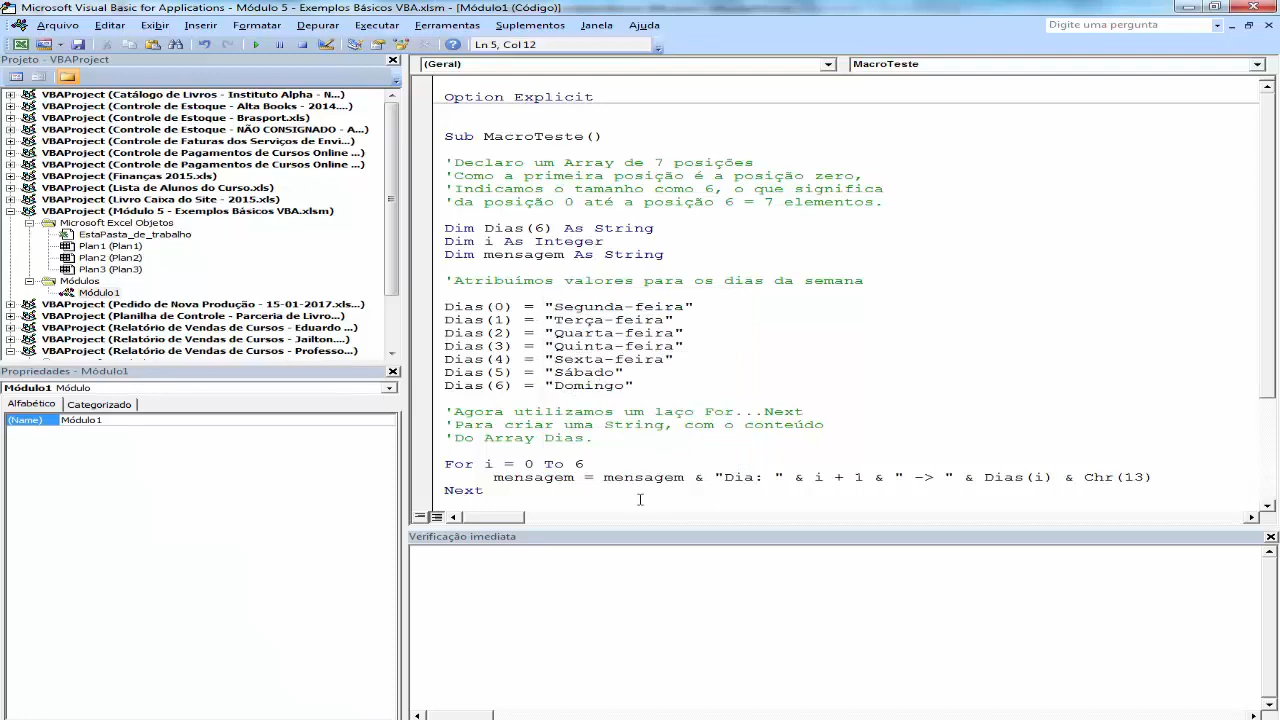 Microsoft Visual Basic for Applications - Módulo 5 - Exemplos Básicos VBA.xlsm - [Módulo1 (Código)]
Arquivo Editar Exibir Inserir Formatar Depurar Executar Ferramentas Suplementos Janela Ajuda
Digite uma pergunta
Ln 5, Col 12
Projeto - VBAProject
VBAProject (Catálogo de Livros - Instituto Alpha - N...)
VBAProject (Controle de Estoque - Alta Books - 2014....)
VBAProject (Controle de Estoque - Brasport.xls)
VBAProject (Controle de Estoque - NÃO CONSIGNADO - A...)
VBAProject (Controle de Faturas dos Serviços de Envi...)
VBAProject (Controle de Pagamentos de Cursos Online ...)
VBAProject (Controle de Pagamentos de Cursos Online ...)
VBAProject (Finanças 2015.xls)
VBAProject (Lista de Alunos do Curso.xls)
VBAProject (Livro Caixa do Site - 2015.xls)
VBAProject (Módulo 5 - Exemplos Básicos VBA.xlsm)
Microsoft Excel Objetos
EstaPasta_de_trabalho
Plan1 (Plan1)
Plan2 (Plan2)
Plan3 (Plan3)
Módulos
Módulo1
VBAProject (Pedido de Nova Produção - 15-01-2017.xls...)
VBAProject (Planilha de Controle - Parceria de Livro...)
VBAProject (Relatório de Vendas de Cursos - Eduardo ...)
VBAProject (Relatório de Vendas de Cursos - Jailton....)
VBAProject (Relatório de Vendas de Cursos - Professo...)
Propriedades - Módulo1
Módulo1 Módulo
Alfabético Categorizado
(Name) Módulo1
(Geral) MacroTeste
Option Explicit
Sub MacroTeste()
'Declaro um Array de 7 posições
'Como a primeira posição é a posição zero,
'Indicamos o tamanho como 6, o que significa
'da posição 0 até a posição 6 = 7 elementos.
Dim Dias(6) As String
Dim i As Integer
Dim mensagem As String
'Atribuímos valores para os dias da semana
Dias(0) = "Segunda-feira"
Dias(1) = "Terça-feira"
Dias(2) = "Quarta-feira"
Dias(3) = "Quinta-feira"
Dias(4) = "Sexta-feira"
Dias(5) = "Sábado"
Dias(6) = "Domingo"
'Agora utilizamos um laço For...Next
'Para criar uma String, com o conteúdo
'Do Array Dias.
For i = 0 To 6
mensagem = mensagem & "Dia: " & i + 1 & " -> " & Dias(i) & Chr(13)
Next
Verificação imediata